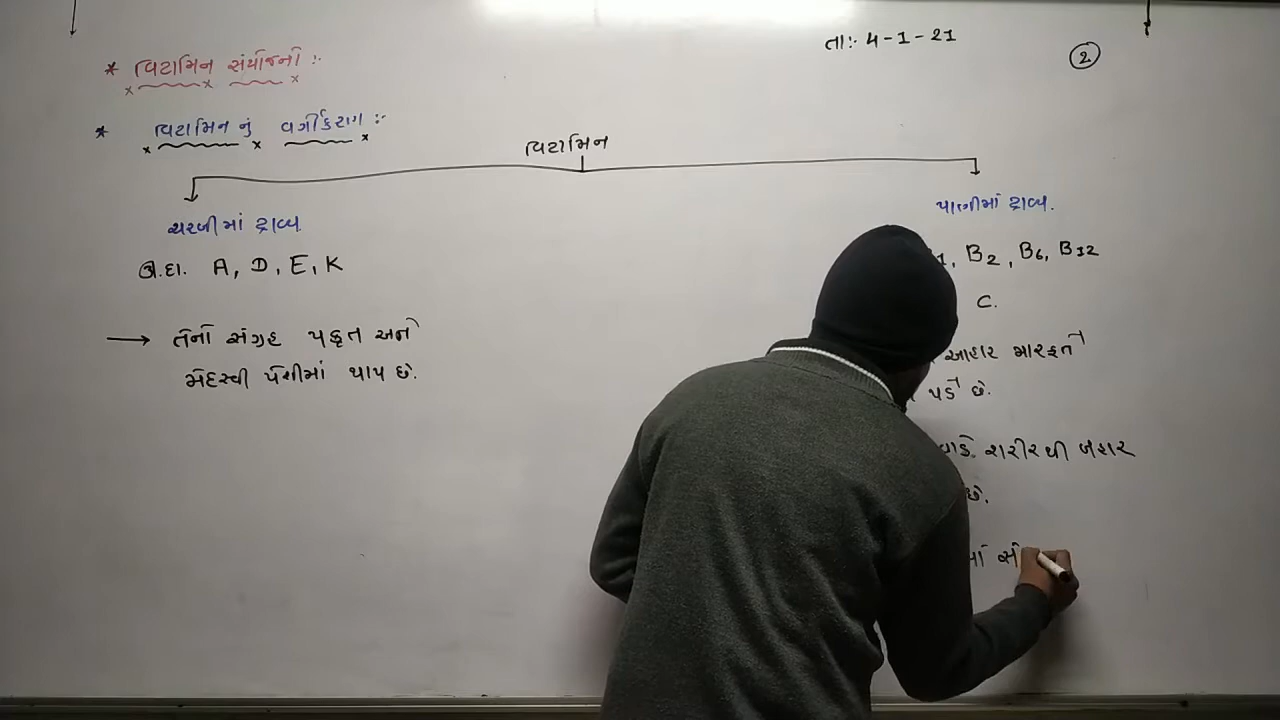 તાઃ- 4-1-21
2
* વિટામિન સંયોજનો :-
* વિટામિન નું વર્ગીકરણ :-
વિટામિન
ચરબીમાં દ્રાવ્ય
પાણીમાં દ્રાવ્ય.
ઉ.દા. A, D, E, K
1, B2, B6, B12
C.
→ તેનો સંગ્રહ યકૃત અને
મેદસ્વી પેશીમાં થાય છે.
આહાર મારફતે
પડે છે.
વાટે શરીરથી બહાર
છે.